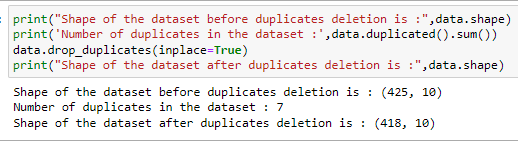 print("Shape of the dataset before duplicates deletion is :",data.shape)
print('Number of duplicates in the dataset :',data.duplicated().sum())
data.drop_duplicates(inplace=True)
print("Shape of the dataset after duplicates deletion is :",data.shape)
Shape of the dataset before duplicates deletion is : (425, 10)
Number of duplicates in the dataset : 7
Shape of the dataset after duplicates deletion is : (418, 10)